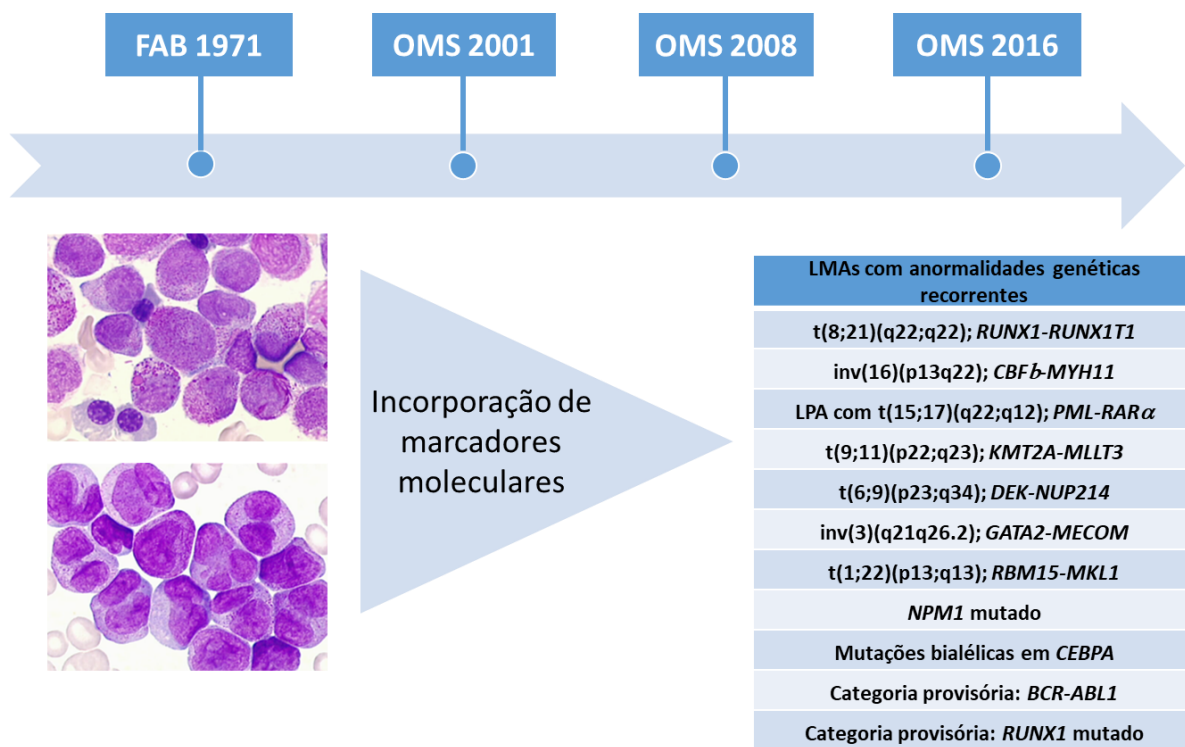 FAB 1971
OMS 2001
OMS 2008
OMS 2016
Incorporação de
marcadores
moleculares
LMAs com anormalidades genéticas
recorrentes
t(8;21)(q22;q22); RUNX1-RUNX1T1
inv(16)(p13q22); CBFb-MYH11
LPA com t(15;17)(q22;q12); PML-RARα
t(9;11)(p22;q23); KMT2A-MLLT3
t(6;9)(p23;q34); DEK-NUP214
inv(3)(q21q26.2); GATA2-MECOM
t(1;22)(p13;q13); RBM15-MKL1
NPM1 mutado
Mutações bialélicas em CEBPA
Categoria provisória: BCR-ABL1
Categoria provisória: RUNX1 mutado